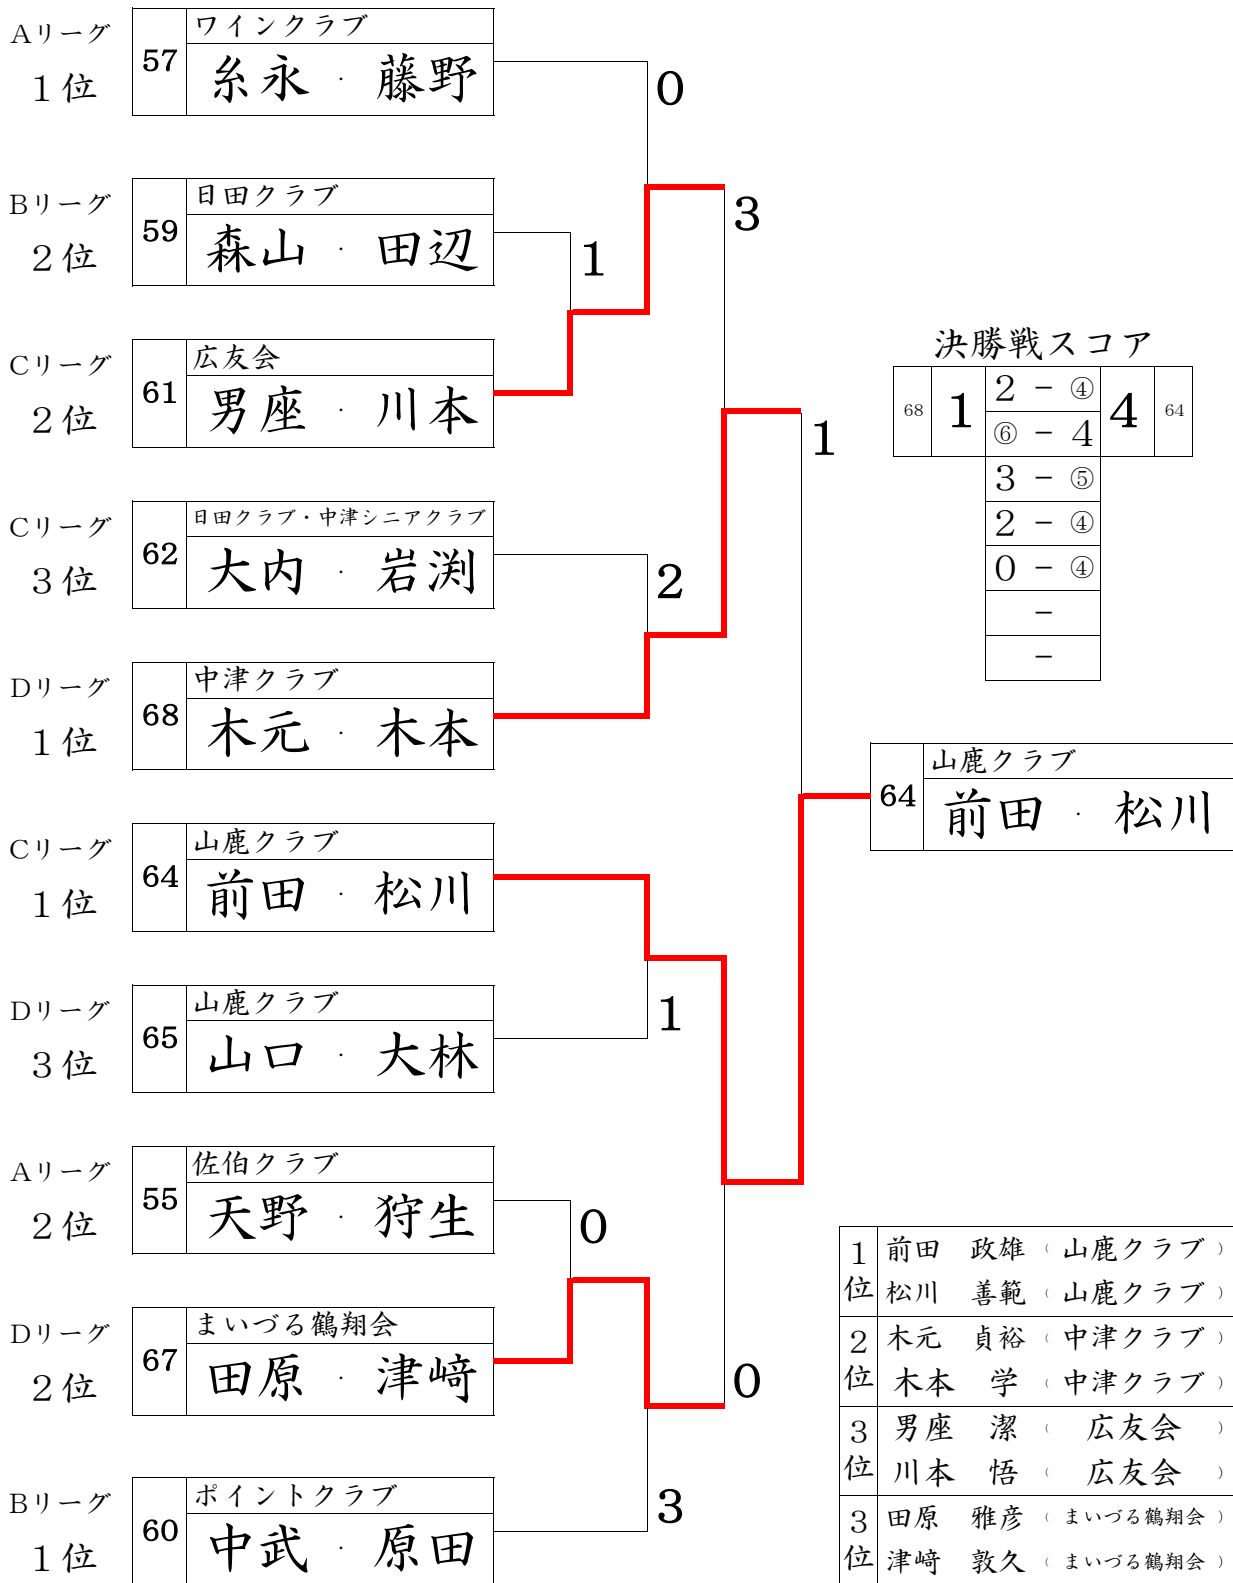 Aリーグ
1位
57
ワインクラブ
糸永 · 藤野
0
Bリーグ
2位
59
日田クラブ
森山 · 田辺
1
3
Cリーグ
2位
61
広友会
男座 · 川本
決勝戦スコア
68 1 2 - ④ 4 64
⑥ - 4
3 - ⑤
2 - ④
0 - ④
-
-
1
Cリーグ
3位
62
日田クラブ・中津シニアクラブ
大内 · 岩渕
2
Dリーグ
1位
68
中津クラブ
木元 · 木本
64
山鹿クラブ
前田 · 松川
Cリーグ
1位
64
山鹿クラブ
前田 · 松川
1
Dリーグ
3位
65
山鹿クラブ
山口 · 大林
Aリーグ
2位
55
佐伯クラブ
天野 · 狩生
0
Dリーグ
2位
67
まいづる鶴翔会
田原 · 津﨑
0
Bリーグ
1位
60
ポイントクラブ
中武 · 原田
3
1位
前田 政雄 ( 山鹿クラブ )
松川 善範 ( 山鹿クラブ )
2位
木元 貞裕 ( 中津クラブ )
木本 学 ( 中津クラブ )
3位
男座 潔 ( 広友会 )
川本 悟 ( 広友会 )
3位
田原 雅彦 ( まいづる鶴翔会 )
津﨑 敦久 ( まいづる鶴翔会 )